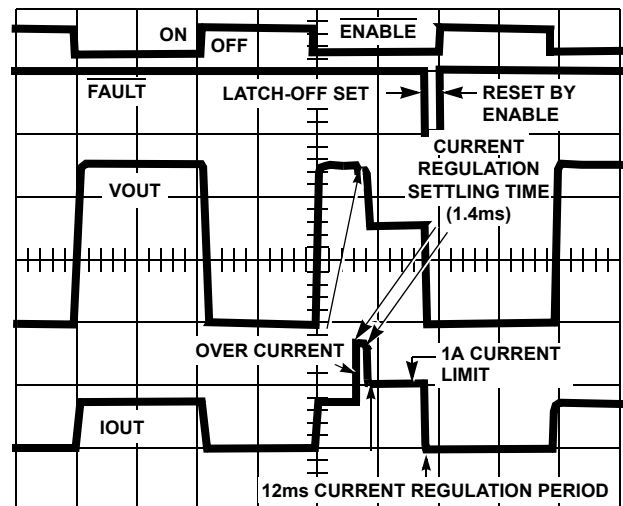 ON
OFF
ENABLE
FAULT
LATCH-OFF SET
RESET BY
ENABLE
CURRENT
REGULATION
SETTLING TIME
(1.4ms)
VOUT
OVER CURRENT
1A CURRENT
LIMIT
IOUT
12ms CURRENT REGULATION PERIOD